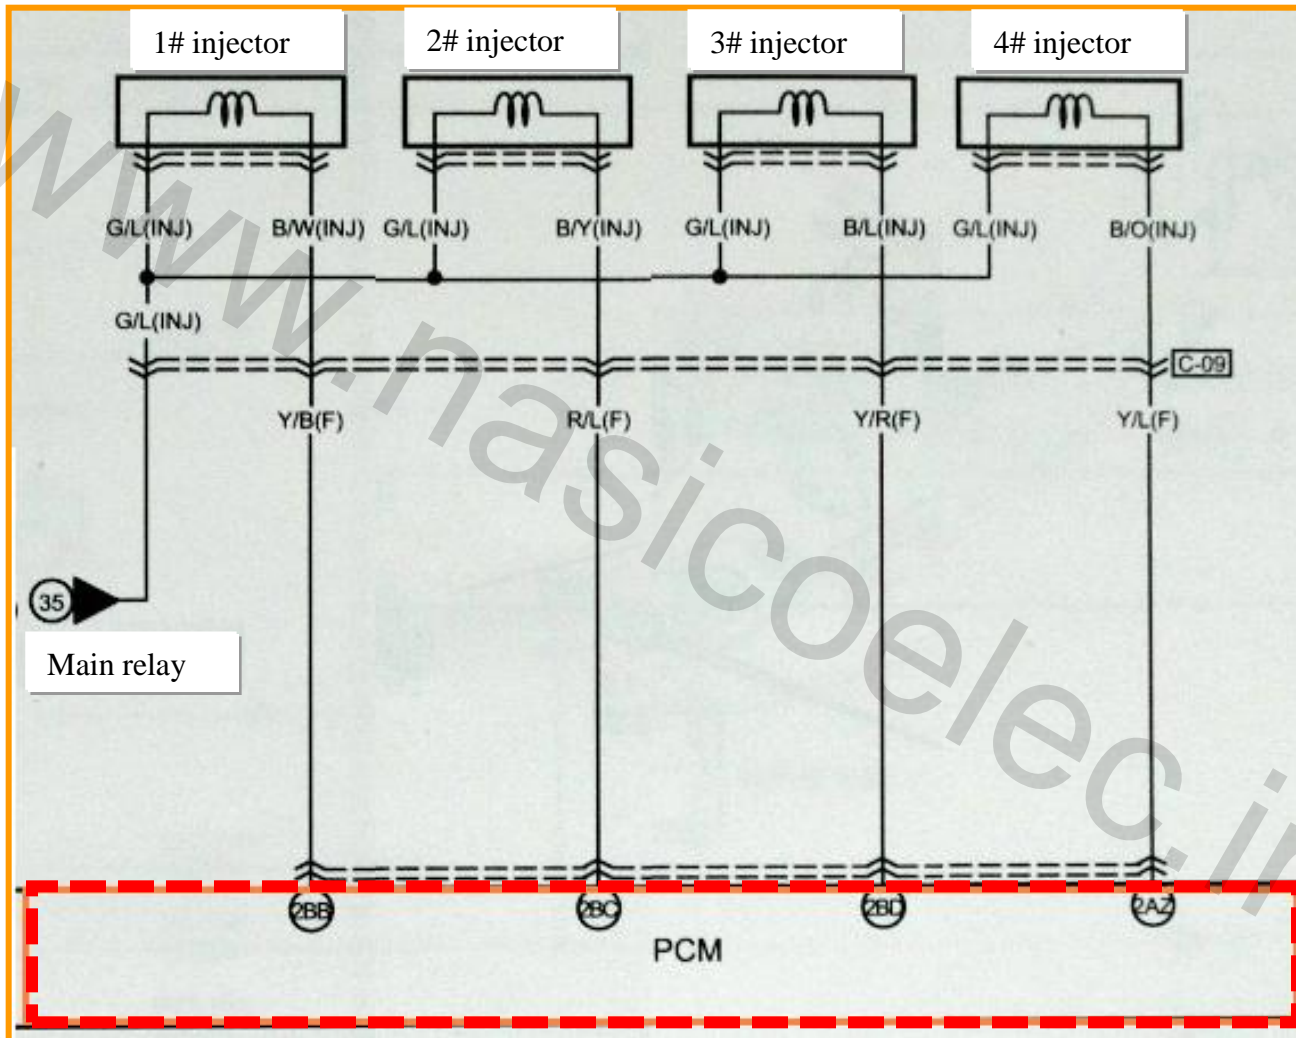 1# injector 2# injector 3# injector 4# injector
G/L(INJ) B/W(INJ) G/L(INJ) B/Y(INJ) G/L(INJ) B/L(INJ) G/L(INJ) B/O(INJ)
G/L(INJ)
C-09
Y/B(F) R/L(F) Y/R(F) Y/L(F)
35
Main relay
2BB 2BC 2BD 2AZ
PCM
www.nasicoelec.ir